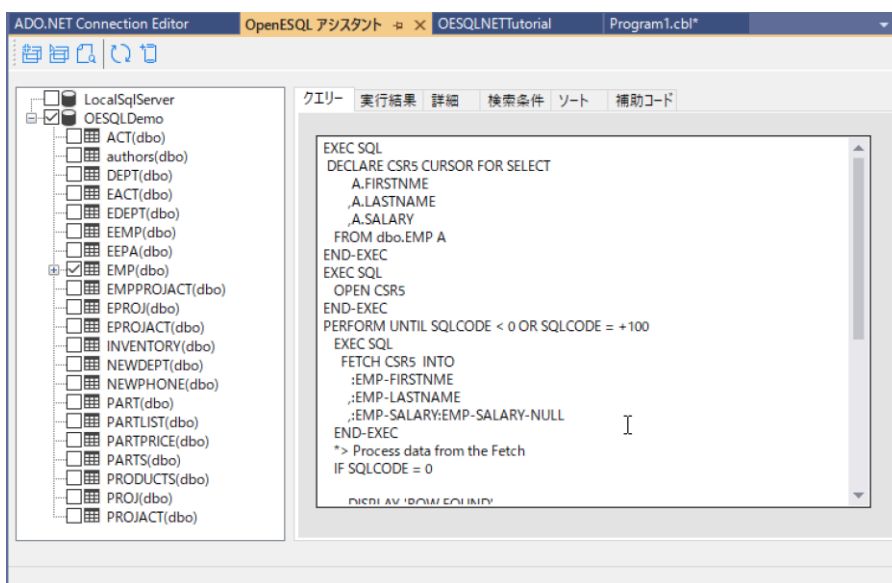 ADO.NET Connection Editor
OpenESQL アシスタント
OESQLNETTutorial
Program1.cbl*
LocalSqlServer
OESQLDemo
ACT(dbo)
authors(dbo)
DEPT(dbo)
EACT(dbo)
EDEPT(dbo)
EEMP(dbo)
EEPA(dbo)
EMP(dbo)
EMPPROJACT(dbo)
EPROJ(dbo)
EPROJACT(dbo)
INVENTORY(dbo)
NEWDEPT(dbo)
NEWPHONE(dbo)
PART(dbo)
PARTLIST(dbo)
PARTPRICE(dbo)
PARTS(dbo)
PRODUCTS(dbo)
PROJ(dbo)
PROJACT(dbo)
クエリー 実行結果 詳細 検索条件 ソート 補助コード
EXEC SQL
DECLARE CSR5 CURSOR FOR SELECT
A.FIRSTNME
,A.LASTNAME
,A.SALARY
FROM dbo.EMP A
END-EXEC
EXEC SQL
OPEN CSR5
END-EXEC
PERFORM UNTIL SQLCODE < 0 OR SQLCODE = +100
EXEC SQL
FETCH CSR5 INTO
:EMP-FIRSTNME
,:EMP-LASTNAME
,:EMP-SALARY:EMP-SALARY-NULL
END-EXEC
*> Process data from the Fetch
IF SQLCODE = 0
DISPLAY 'ROW FOUND'